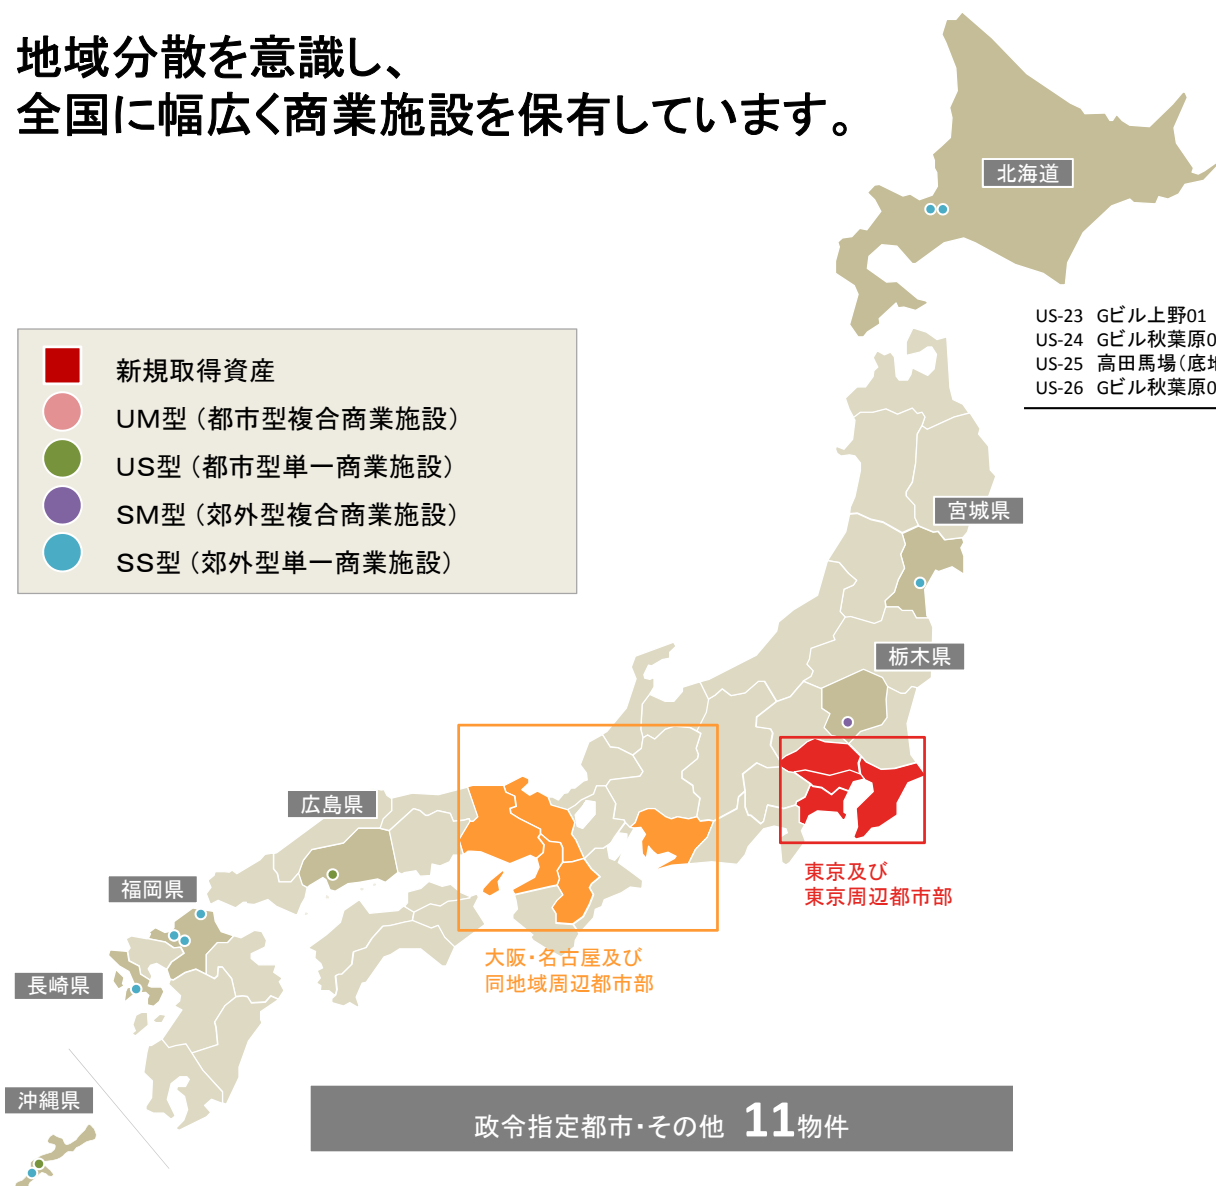 地域分散を意識し、
全国に幅広く商業施設を保有しています。
北海道
US-23 Gビル上野01
US-24 Gビル秋葉原0
US-25 高田馬場（底地
US-26 Gビル秋葉原0
新規取得資産
UM型（都市型複合商業施設）
US型（都市型単一商業施設）
SM型（郊外型複合商業施設）
SS型（郊外型単一商業施設）
宮城県
栃木県
広島県
東京及び
東京周辺都市部
福岡県
大阪・名古屋及び
同地域周辺都市部
長崎県
沖縄県
政令指定都市・その他 11物件